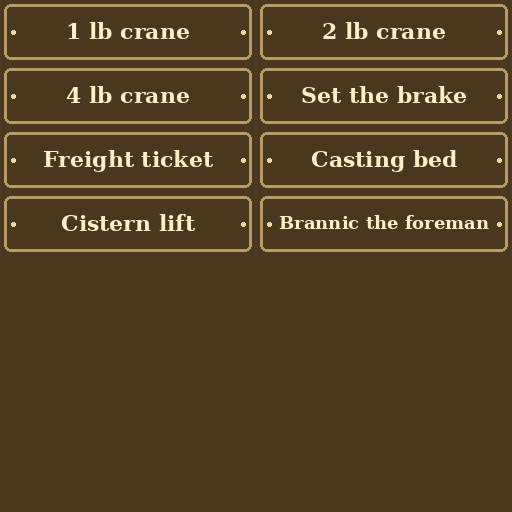 1 lb crane
2 lb crane
4 lb crane
Set the brake
Freight ticket
Casting bed
Cistern lift
Brannic the foreman